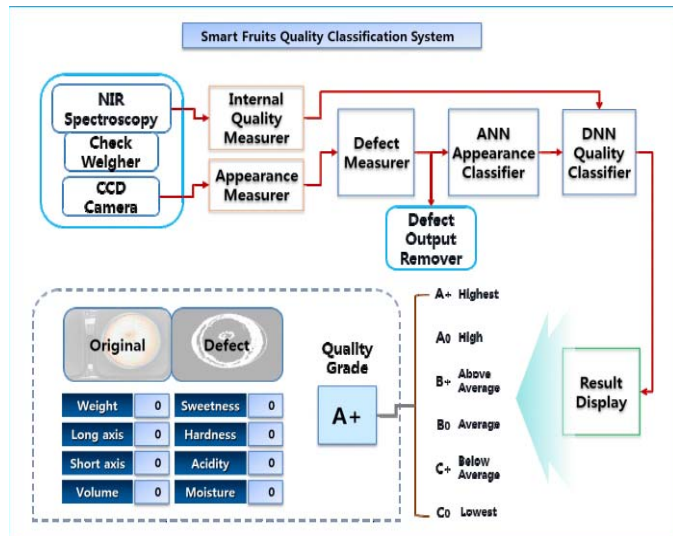 Smart Fruits Quality Classification System
NIR
Spectroscopy
Check
Weigher
CCD
Camera
Internal
Quality
Measurer
Appearance
Measurer
Defect
Measurer
ANN
Appearance
Classifier
DNN
Quality
Classifier
Defect
Output
Remover
Original
Defect
Weight 0 Sweetness 0
Long axis 0 Hardness 0
Short axis 0 Acidity 0
Volume 0 Moisture 0
Quality
Grade
A+
A+ Highest
A0 High
B+ Above
Average
B0 Average
C+ Below
Average
C0 Lowest
Result
Display